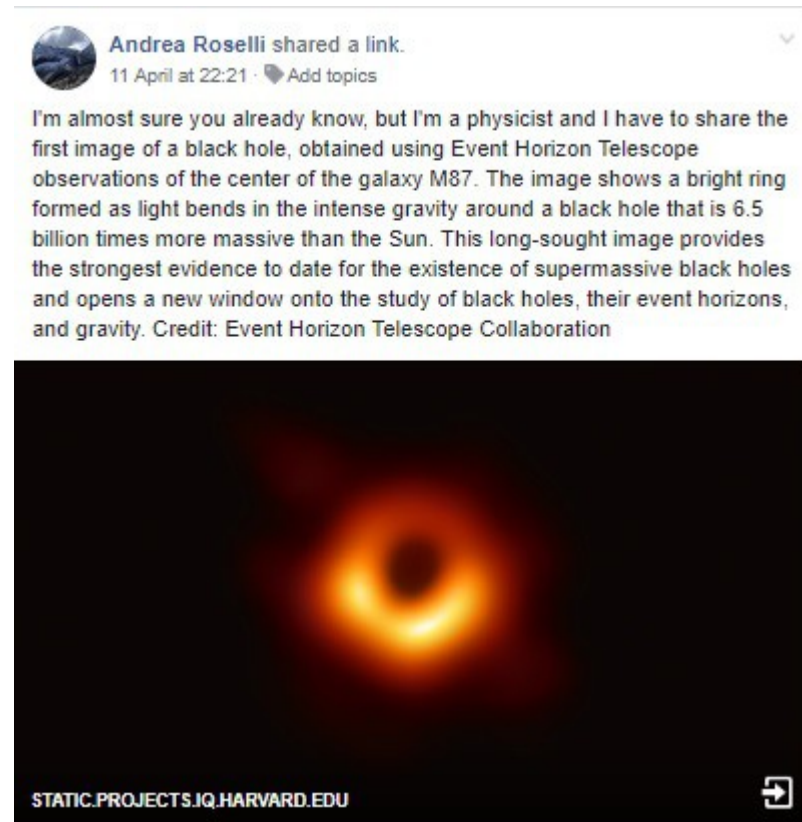 Andrea Roselli shared a link.
11 April at 22:21 · Add topics
I'm almost sure you already know, but I'm a physicist and I have to share the
first image of a black hole, obtained using Event Horizon Telescope
observations of the center of the galaxy M87. The image shows a bright ring
formed as light bends in the intense gravity around a black hole that is 6.5
billion times more massive than the Sun. This long-sought image provides
the strongest evidence to date for the existence of supermassive black holes
and opens a new window onto the study of black holes, their event horizons,
and gravity. Credit: Event Horizon Telescope Collaboration
STATIC.PROJECTS.IQ.HARVARD.EDU